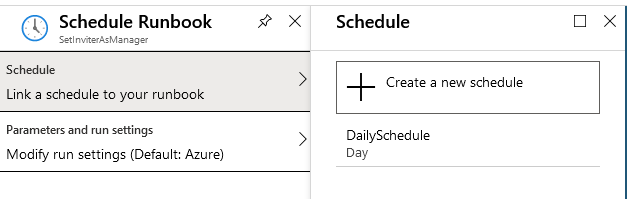 Schedule Runbook
SetInviterAsManager
Schedule
Link a schedule to your runbook
Parameters and run settings
Modify run settings (Default: Azure)
Schedule
Create a new schedule
DailySchedule
Day